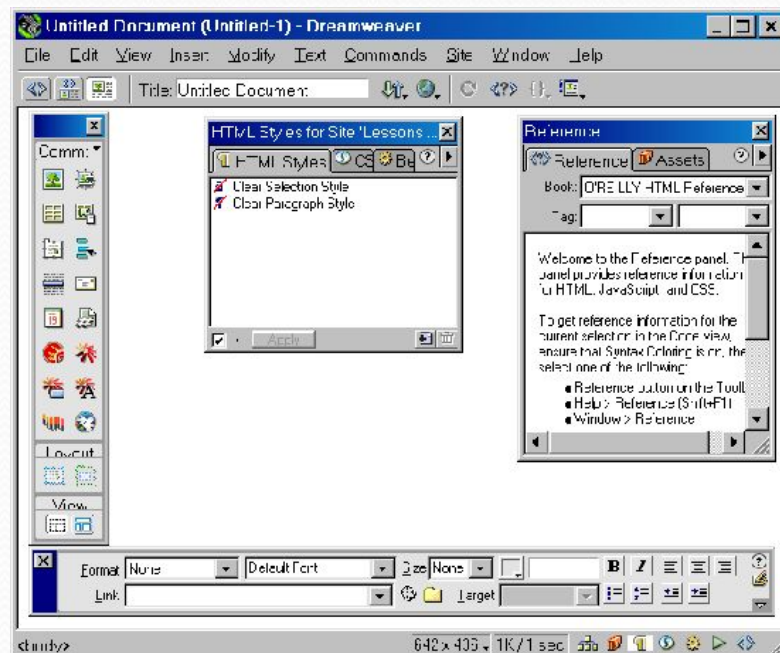 Untitled Document (Untitled-1) - Dreamweaver
File Edit View Insert Modify Text Commands Site Window Help
Title: Untitled Document
Comm:
HTML Styles for Site 'Lessons ...
HTML Styles CS Be
Clear Selection Style
Clear Paragraph Style
Apply
Reference
Reference Assets
Book: O'REILLY HTML Reference
Tag:
Welcome to the Reference panel. Th
panel provides reference information
for HTML, JavaScript, and CSS.
To get reference information for the
current selection in the Code view,
ensure that Syntax Coloring is on, the
select one of the following:
Reference button on the Toolb
Help > Reference (Shift+F1)
Window > Reference
Layout
View
Format None Default Font Size None B I
Link Target
<body> 642 x 436 1K / 1 sec